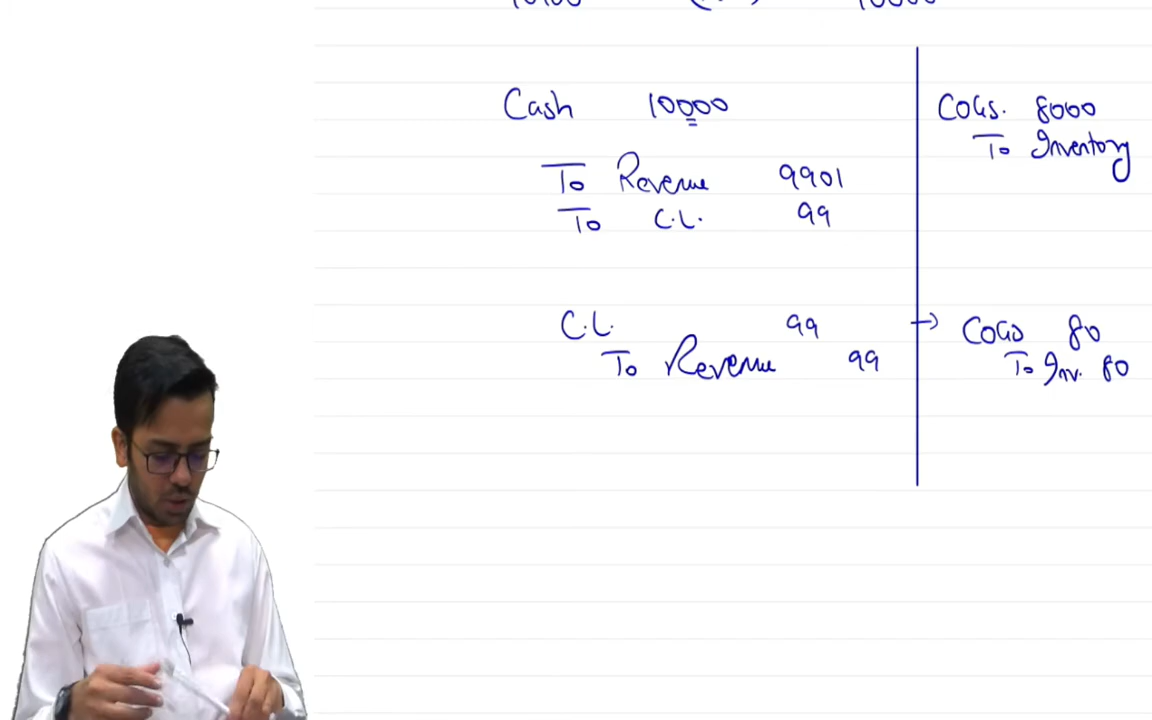 Cash 10000
To Revenue 9901
To C.L. 99
C.L. 99
To Revenue 99
COGS. 8000
To Inventory
→ COGS 80
To Inv. 80